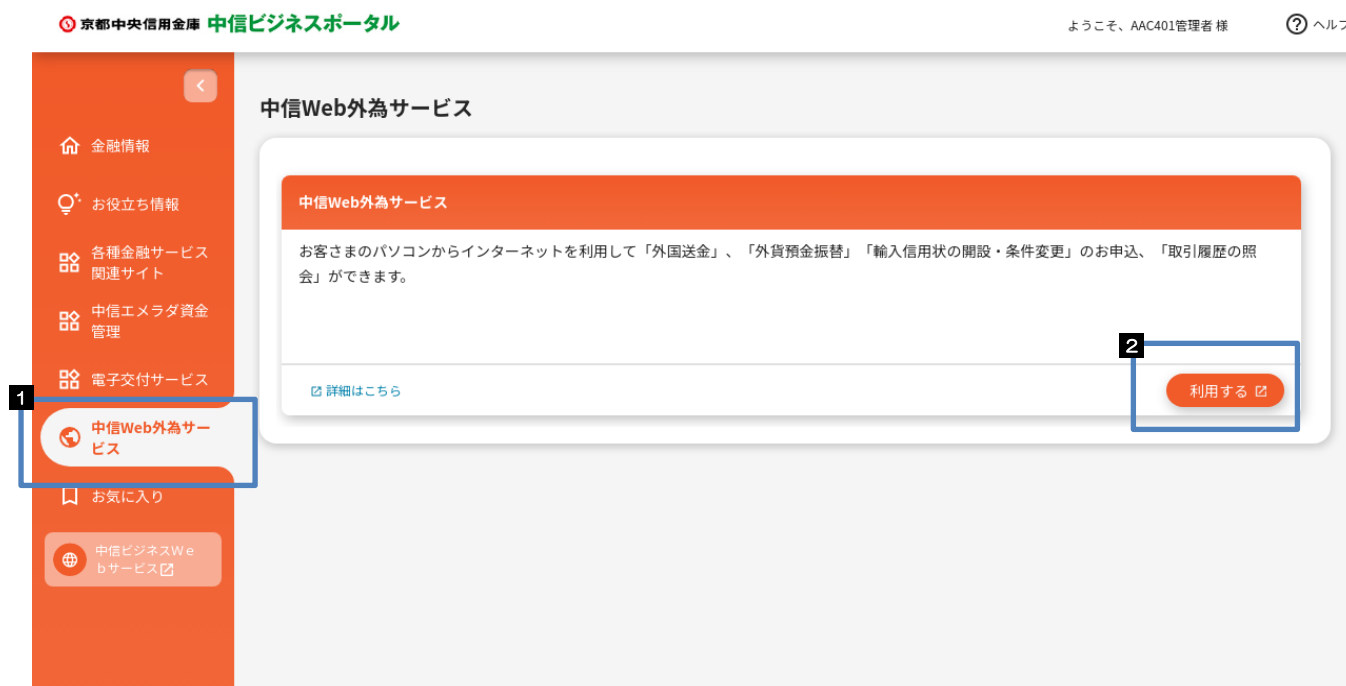 京都中央信用金庫 中信ビジネスポータル
ようこそ、AAC401管理者 様
ヘルプ
中信Web外為サービス
金融情報
お役立ち情報
各種金融サービス
関連サイト
中信エメラダ資金
管理
電子交付サービス
1
中信Web外為サー
ビス
お気に入り
中信ビジネスWe
bサービス
中信Web外為サービス
お客さまのパソコンからインターネットを利用して「外国送金」、「外貨預金振替」「輸入信用状の開設・条件変更」のお申込、「取引履歴の照
会」ができます。
2
詳細はこちら
利用する